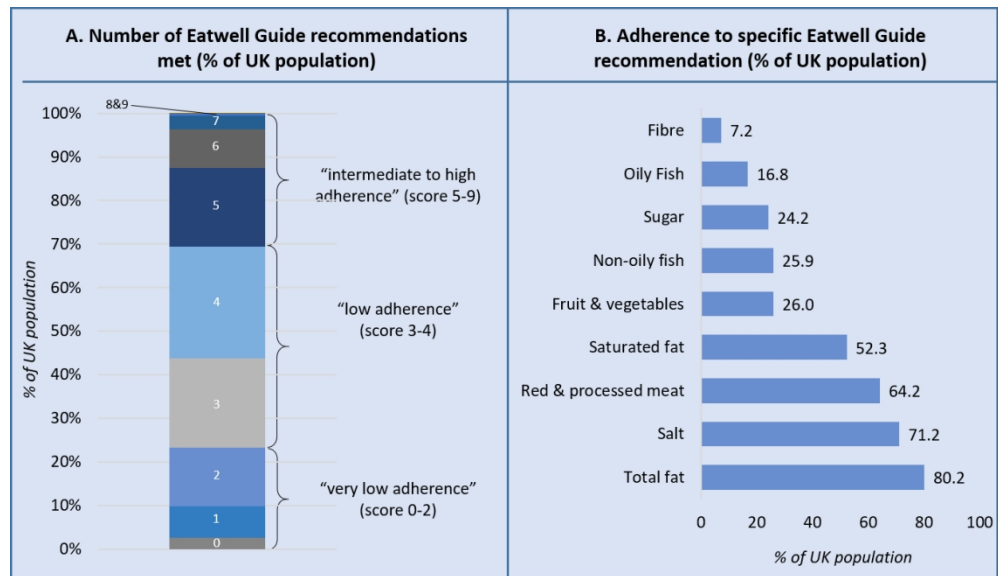 A. Number of Eatwell Guide recommendations
met (% of UK population)
8&9
100%
90%
80%
70%
60%
50%
40%
30%
20%
10%
0%
% of UK population
7
6
5
4
3
2
1
0
“intermediate to high
adherence” (score 5-9)
“low adherence”
(score 3-4)
“very low adherence”
(score 0-2)
B. Adherence to specific Eatwell Guide
recommendation (% of UK population)
Fibre 7.2
Oily Fish 16.8
Sugar 24.2
Non-oily fish 25.9
Fruit & vegetables 26.0
Saturated fat 52.3
Red & processed meat 64.2
Salt 71.2
Total fat 80.2
0 20 40 60 80 100
% of UK population